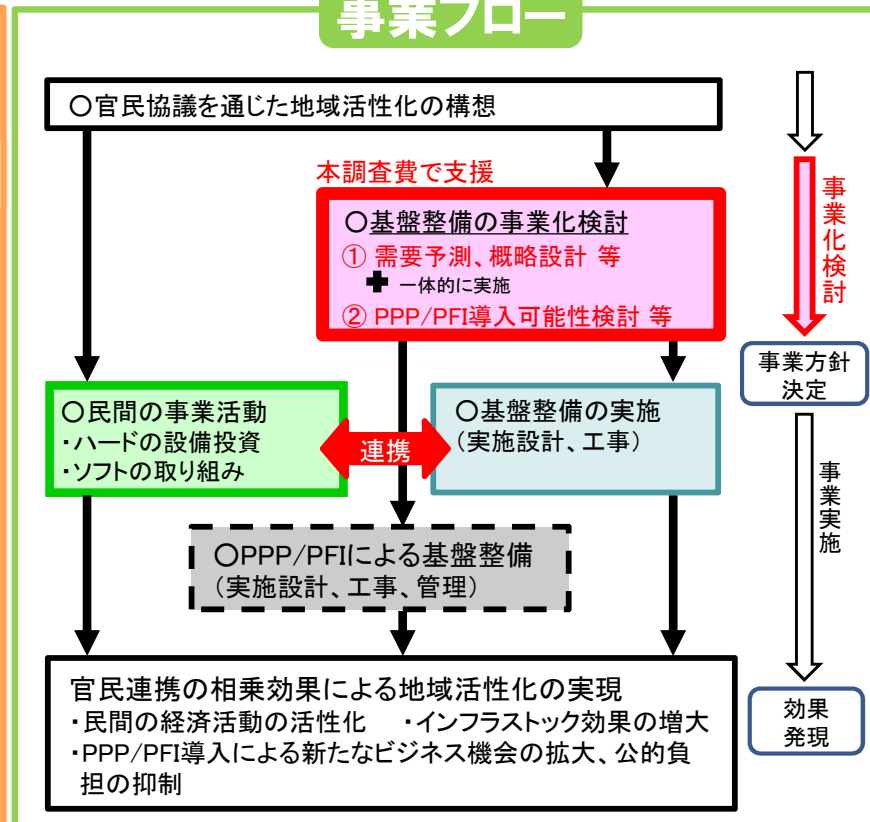 事業フロー
〇官民協議を通じた地域活性化の構想
本調査費で支援
〇基盤整備の事業化検討
① 需要予測、概略設計 等
✚ 一体的に実施
② PPP/PFI導入可能性検討 等
事業化検討
事業方針
決定
〇民間の事業活動
・ハードの設備投資
・ソフトの取り組み
連携
〇基盤整備の実施
(実施設計、工事)
事業実施
〇PPP/PFIによる基盤整備
(実施設計、工事、管理)
官民連携の相乗効果による地域活性化の実現
・民間の経済活動の活性化 ・インフラストック効果の増大
・PPP/PFI導入による新たなビジネス機会の拡大、公的負
担の抑制
効果
発現